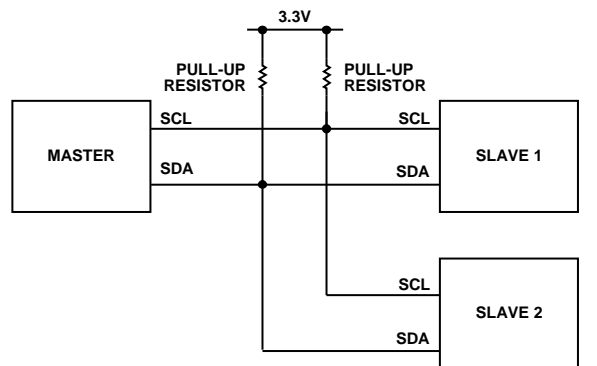 3.3V
PULL-UP
RESISTOR
PULL-UP
RESISTOR
MASTER
SCL
SDA
SCL
SDA
SLAVE 1
SCL
SDA
SLAVE 2